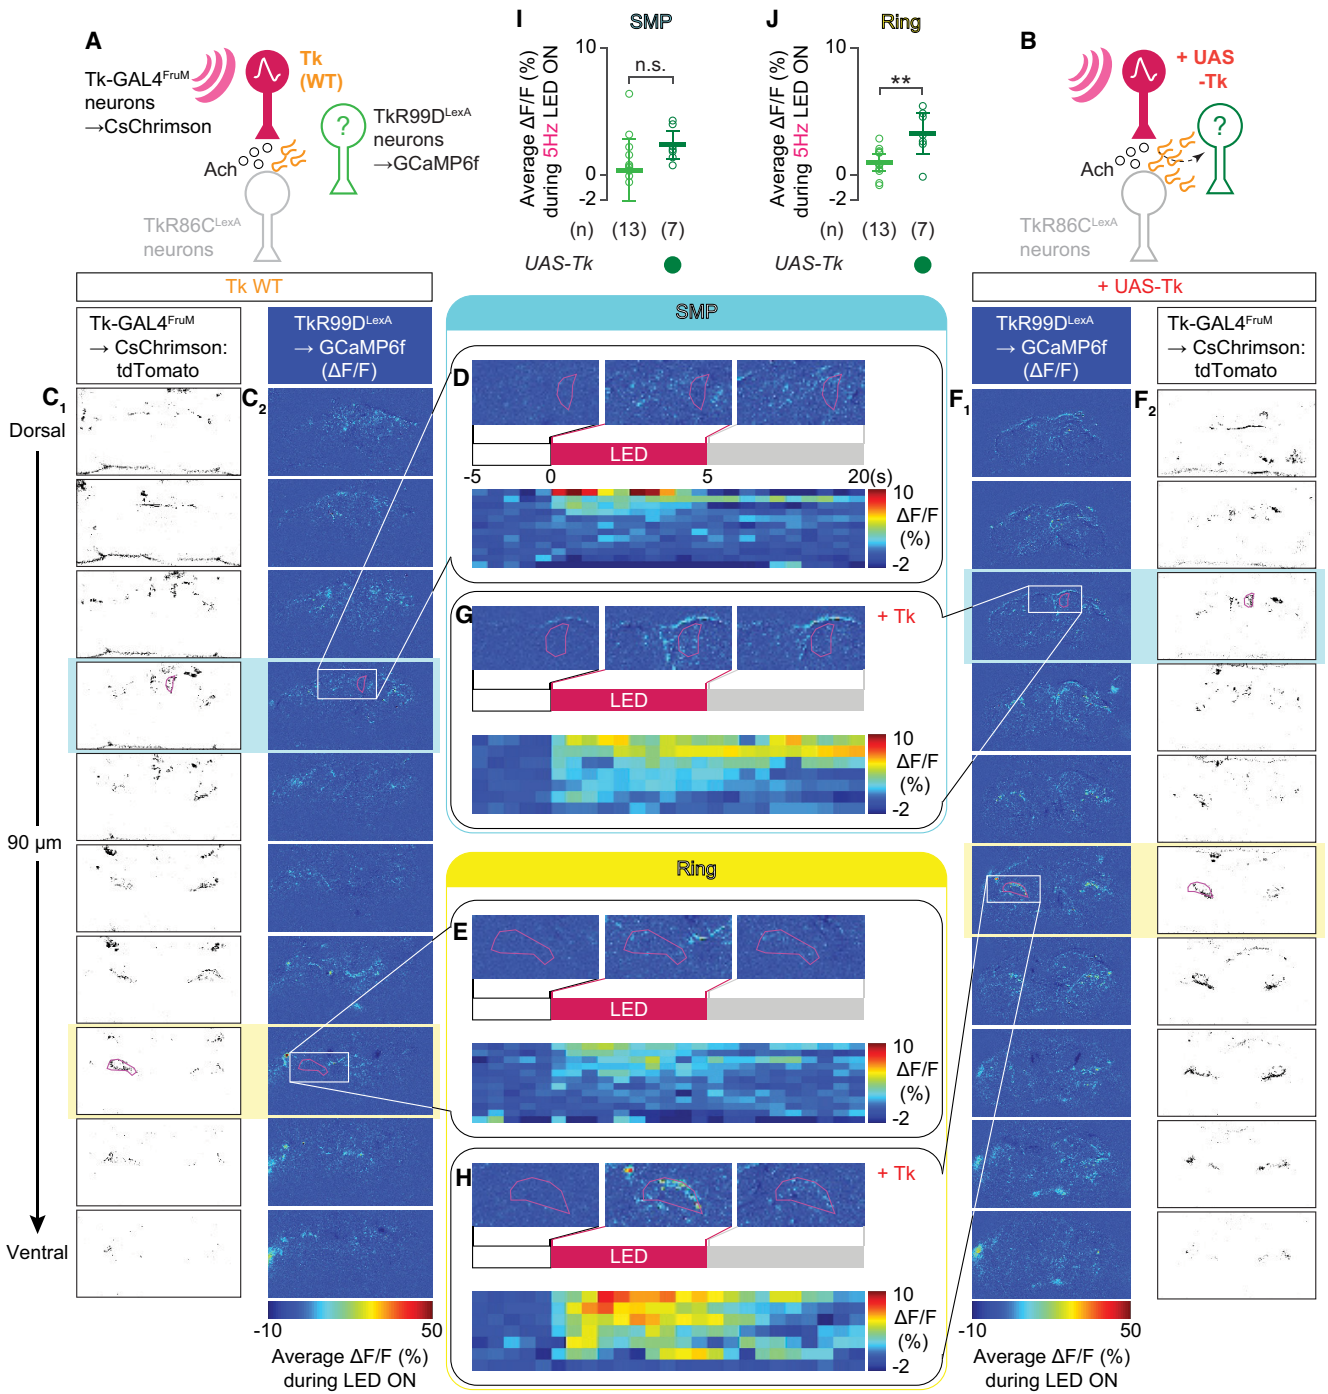 A
Tk-GAL4FruM
neurons
→CsChrimson
Tk
(WT)
?
TkR99DLexA
neurons
→GCaMP6f
Ach
TkR86CLexA
neurons
I
SMP
Average ΔF/F (%)
during 5Hz LED ON
10
0
-2
n.s.
(n) (13) (7)
UAS-Tk
J
Ring
Average ΔF/F (%)
during 5Hz LED ON
10
0
-2
**
(n) (13) (7)
UAS-Tk
B
+ UAS
-Tk
?
Ach
TkR86CLexA
neurons
Tk WT
Tk-GAL4FruM
→ CsChrimson:
tdTomato
TkR99DLexA
→ GCaMP6f
(ΔF/F)
C1
C2
Dorsal
90 µm
Ventral
-10 50
Average ΔF/F (%)
during LED ON
SMP
D
LED
-5 0 5 20(s)
10
ΔF/F
(%)
-2
G
+ Tk
LED
10
ΔF/F
(%)
-2
Ring
E
LED
10
ΔF/F
(%)
-2
H
+ Tk
LED
10
ΔF/F
(%)
-2
+ UAS-Tk
TkR99DLexA
→ GCaMP6f
(ΔF/F)
Tk-GAL4FruM
→ CsChrimson:
tdTomato
F1
F2
-10 50
Average ΔF/F (%)
during LED ON